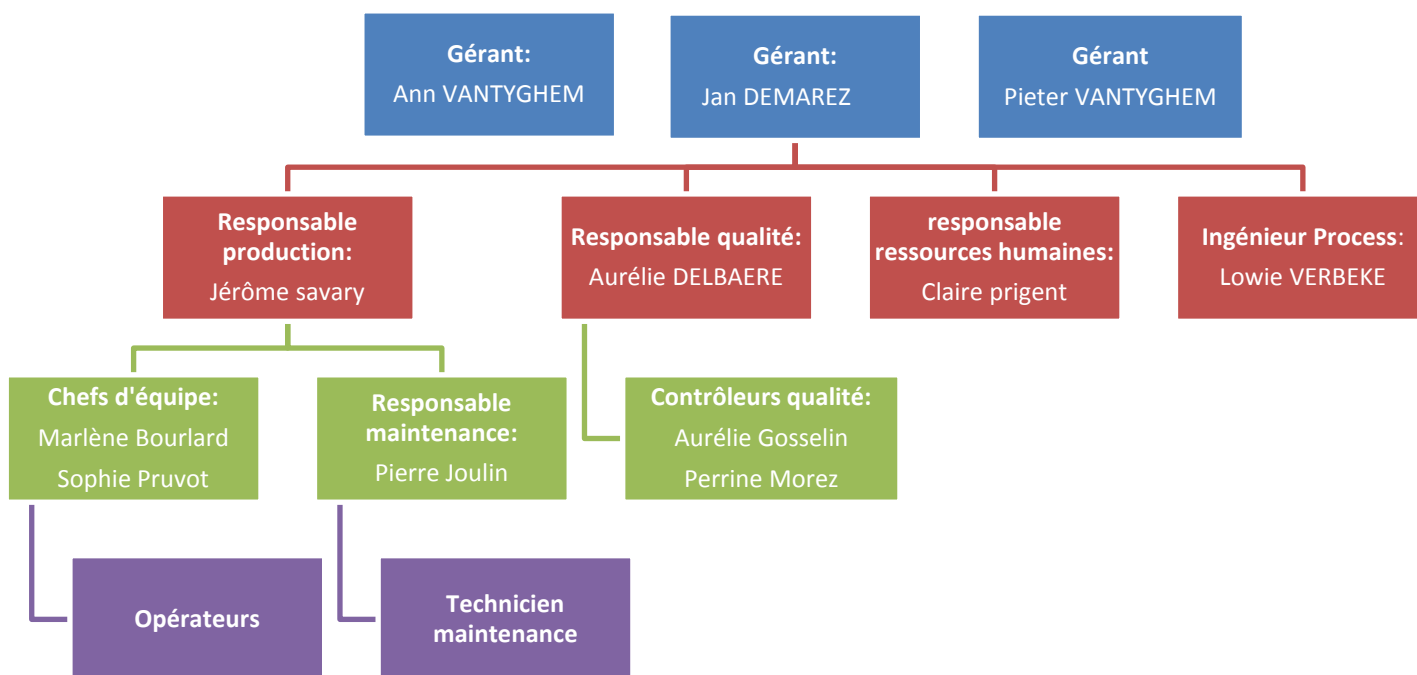 Gérant:
Ann VANTYGHEM
Gérant:
Jan DEMAREZ
Gérant
Pieter VANTYGHEM
Responsable
production:
Jérôme savary
Responsable qualité:
Aurélie DELBAERE
responsable
ressources humaines:
Claire prigent
Ingénieur Process:
Lowie VERBEKE
Chefs d'équipe:
Marlène Bourlard
Sophie Pruvot
Responsable
maintenance:
Pierre Joulin
Contrôleurs qualité:
Aurélie Gosselin
Perrine Morez
Opérateurs
Technicien
maintenance